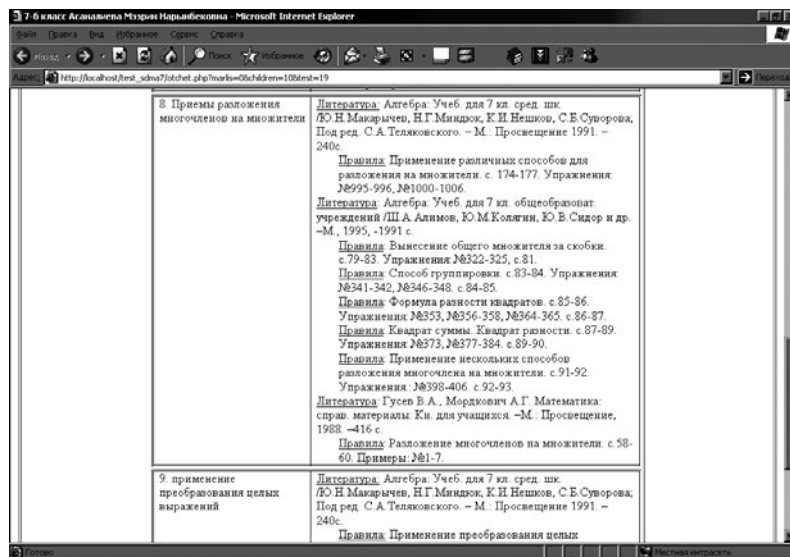 7-б класс Асаналиева Мээрим Нарынбековна - Microsoft Internet Explorer
Файл Правка Вид Избранное Сервис Справка
Назад Поиск Избранное
Адрес: http://localhost/test_sdma7/otchet.php?marlis=0&children=10&test=19 Переход
8. Приемы разложения
многочленов на множители
Литература: Алгебра: Учеб. для 7 кл. сред. шк.
/Ю.Н.Макарычев, Н.Г.Миндюк, К.И.Нешков, С.Б.Суворова;
Под ред. С.А.Теляковского. – М.: Просвещение 1991. –
240с.
Правила: Применение различных способов для
разложения на множители. с. 174-177. Упражнения:
№995-996, №1000-1006.
Литература: Алгебра: Учеб. для 7 кл. общеобразоват.
учреждений /Ш.А.Алимов, Ю.М.Колягин, Ю.В.Сидор и др.
–М., 1995, -1991 с.
Правила: Вынесение общего множителя за скобки.
с.79-83. Упражнения: №322-325, с.81.
Правила: Способ группировки. с.83-84. Упражнения:
№341-342, №346-348. с.84-85.
Правила: Формула разности квадратов. с.85-86.
Упражнения: №353, №356-358, №364-365. с.86-87.
Правила: Квадрат суммы. Квадрат разности. с.87-89.
Упражнения: №373, №377-384. с.89-90.
Правила: Применение нескольких способов
разложения многочлена на множители. с.91-92.
Упражнения.: №398-406. с.92-93.
Литература: Гусев В.А., Мордкович А.Г. Математика:
справ. материалы: Кн. для учащихся. –М.: Просвещение,
1988. –416 с.
Правила: Разложение многочленов на множители. с.58-
60. Примеры: №1-7.
9. применение
преобразования целых
выражений
Литература: Алгебра: Учеб. для 7 кл. сред. шк.
/Ю.Н.Макарычев, Н.Г.Миндюк, К.И.Нешков, С.Б.Суворова;
Под ред. С.А.Теляковского. – М.: Просвещение 1991. –
240с.
Правила: Применение преобразования целых
Готово Местная интрасеть